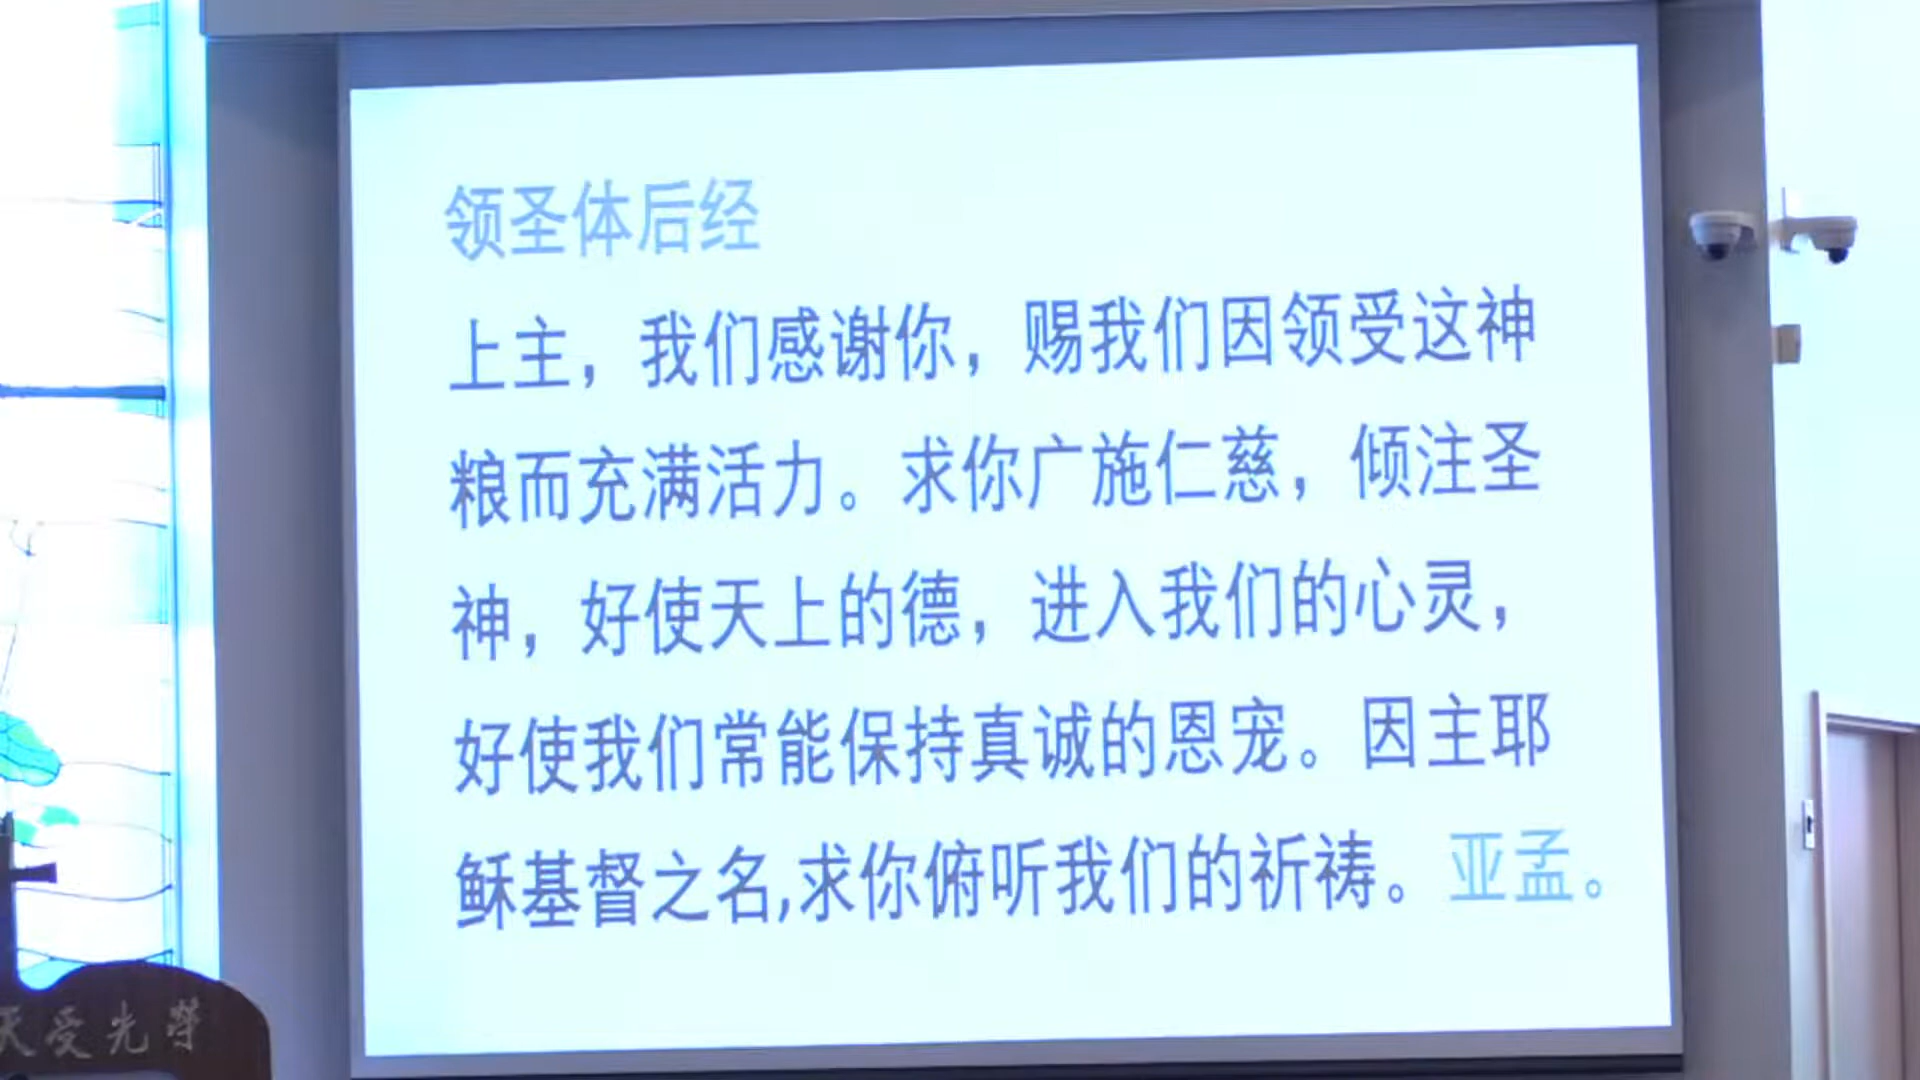 领圣体后经
上主，我们感谢你，赐我们因领受这神
粮而充满活力。求你广施仁慈，倾注圣
神，好使天上的德，进入我们的心灵，
好使我们常能保持真诚的恩宠。因主耶
稣基督之名,求你俯听我们的祈祷。亚孟。
天受光榮